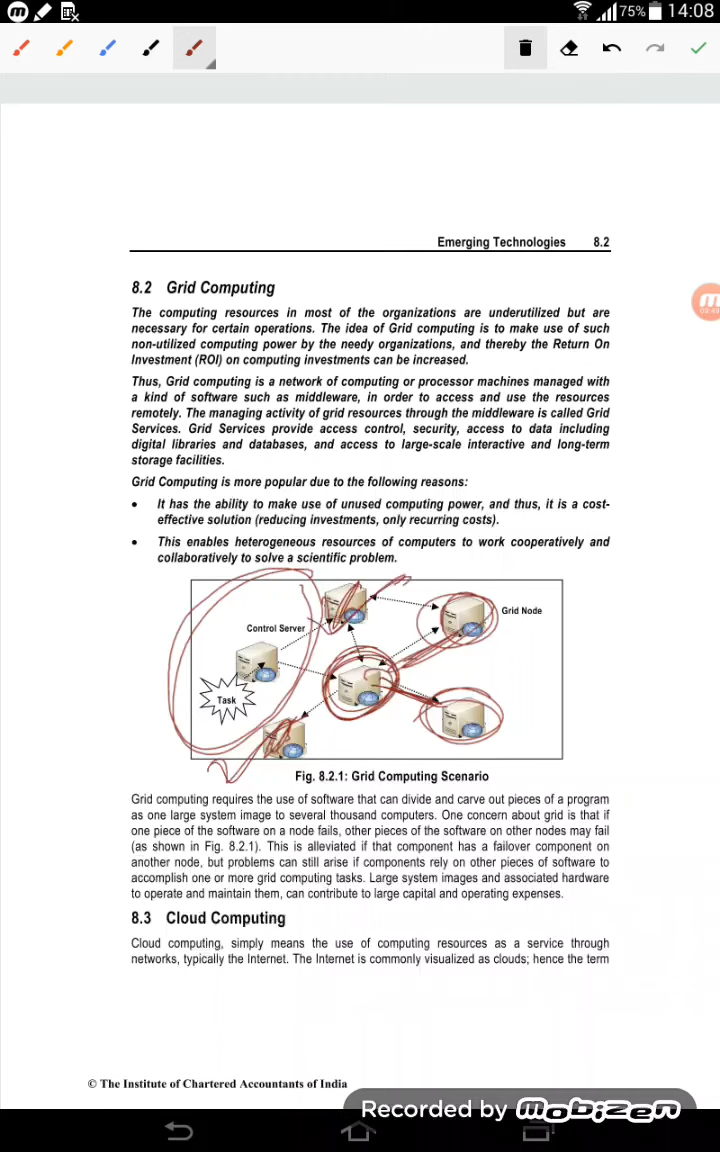 75% 14:08
Emerging Technologies 8.2
8.2 Grid Computing
The computing resources in most of the organizations are underutilized but are
necessary for certain operations. The idea of Grid computing is to make use of such
non-utilized computing power by the needy organizations, and thereby the Return On
Investment (ROI) on computing investments can be increased.
Thus, Grid computing is a network of computing or processor machines managed with
a kind of software such as middleware, in order to access and use the resources
remotely. The managing activity of grid resources through the middleware is called Grid
Services. Grid Services provide access control, security, access to data including
digital libraries and databases, and access to large-scale interactive and long-term
storage facilities.
Grid Computing is more popular due to the following reasons:
• It has the ability to make use of unused computing power, and thus, it is a cost-
effective solution (reducing investments, only recurring costs).
• This enables heterogeneous resources of computers to work cooperatively and
collaboratively to solve a scientific problem.
Grid Node
Control Server
Task
Fig. 8.2.1: Grid Computing Scenario
Grid computing requires the use of software that can divide and carve out pieces of a program
as one large system image to several thousand computers. One concern about grid is that if
one piece of the software on a node fails, other pieces of the software on other nodes may fail
(as shown in Fig. 8.2.1). This is alleviated if that component has a failover component on
another node, but problems can still arise if components rely on other pieces of software to
accomplish one or more grid computing tasks. Large system images and associated hardware
to operate and maintain them, can contribute to large capital and operating expenses.
8.3 Cloud Computing
Cloud computing, simply means the use of computing resources as a service through
networks, typically the Internet. The Internet is commonly visualized as clouds; hence the term
© The Institute of Chartered Accountants of India
Recorded by mobizen